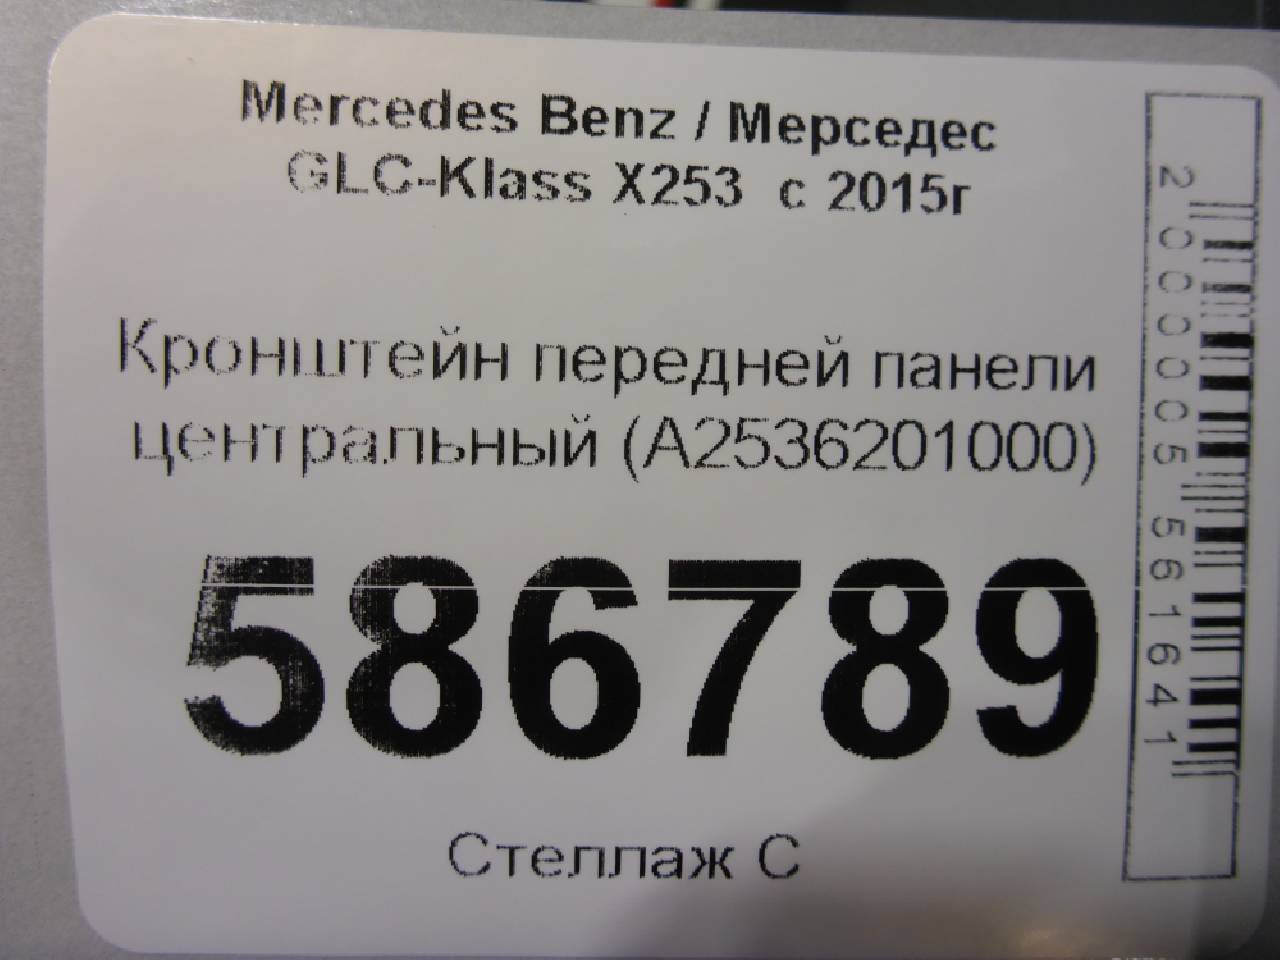 Mercedes Benz / Мерседес
GLC-Klass X253 с 2015г
Кронштейн передней панели
центральный (A2536201000)
586789
Стеллаж С
2000005561641